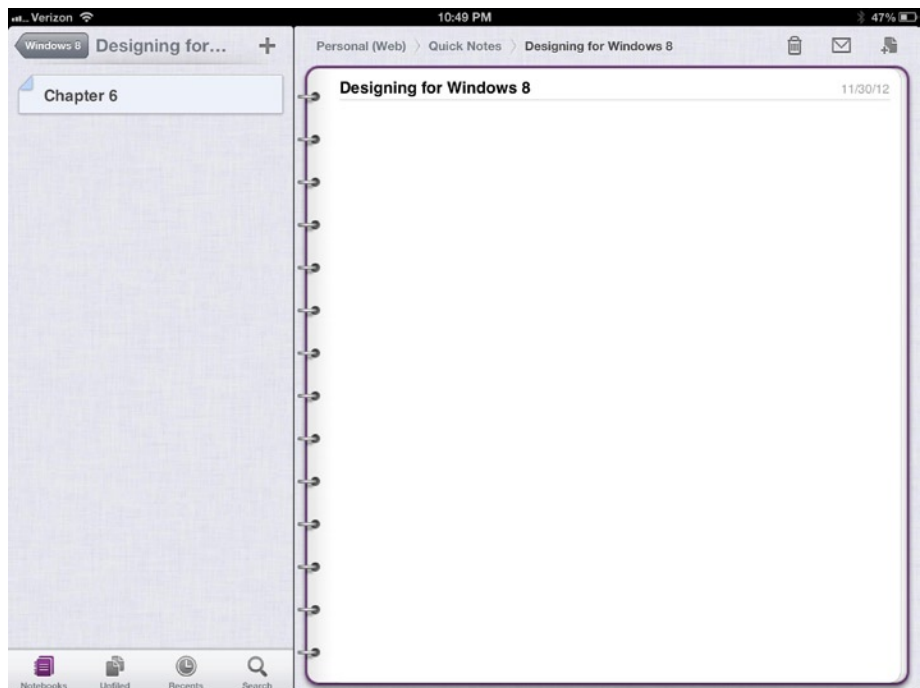 Verizon 10:49 PM 47%
Windows 8 Designing for... +
Personal (Web) 〉 Quick Notes 〉 Designing for Windows 8
Chapter 6
Designing for Windows 8 11/30/12
Notebooks Unfiled Recents Search